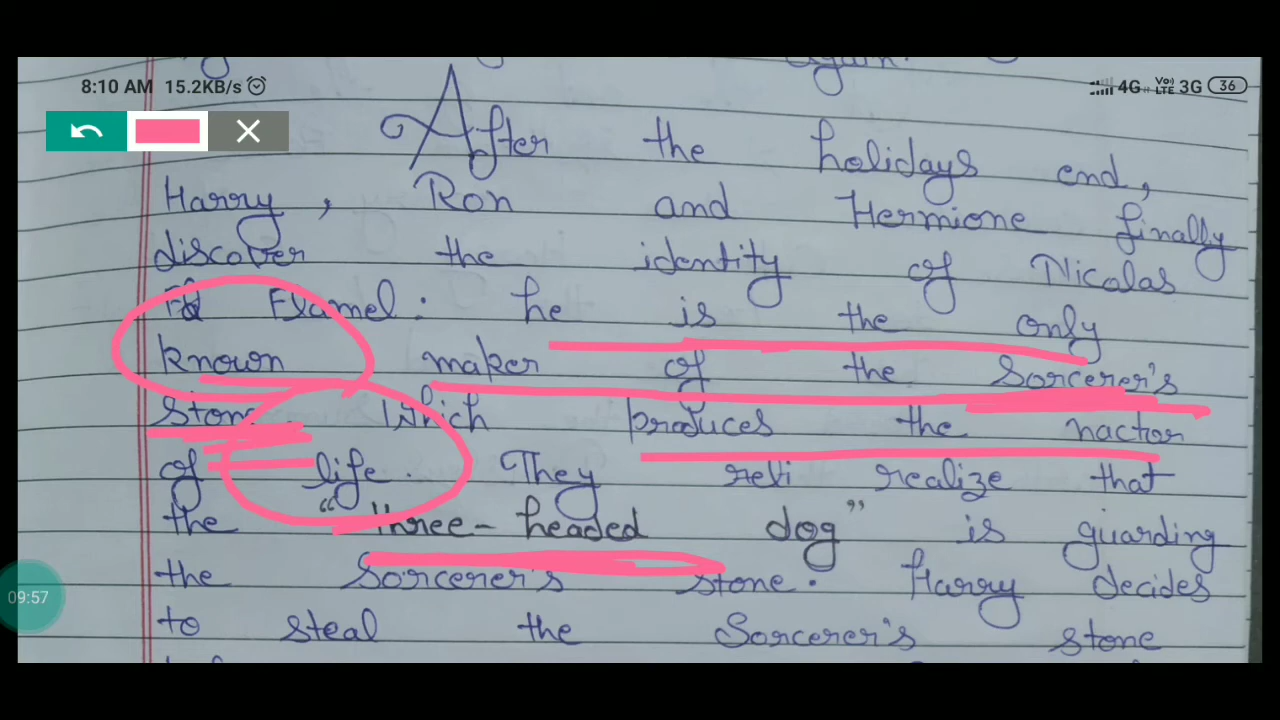 8:10 AM 15.2KB/s
4G Vo) LTE 3G 36
After the holidays end,
Harry, Ron and Hermione finally
discover the identity of Nicolas
Flamel: he is the only
known maker of the Sorcerer's
stone which produces the nactor
of life. They reti realize that
the "three-headed dog" is guarding
the Sorcerer's stone. Harry decides
to steal the Sorcerer's stone
09:57